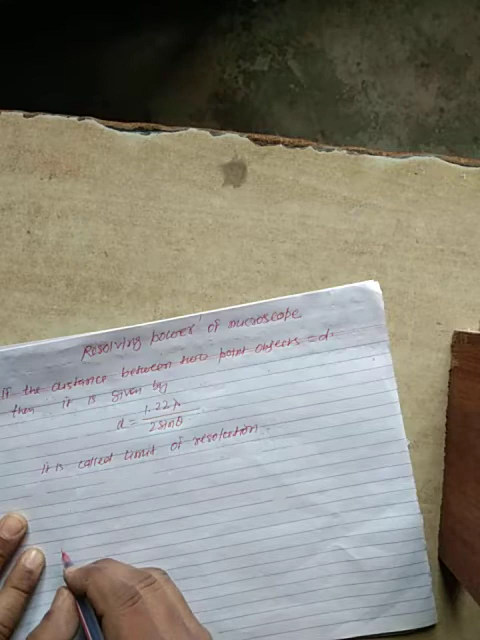 Resolving power of microscope
If the distance between two point objects = d.
then it is given by
d = 1.22λ / 2sinθ
It is called limit of resolution.